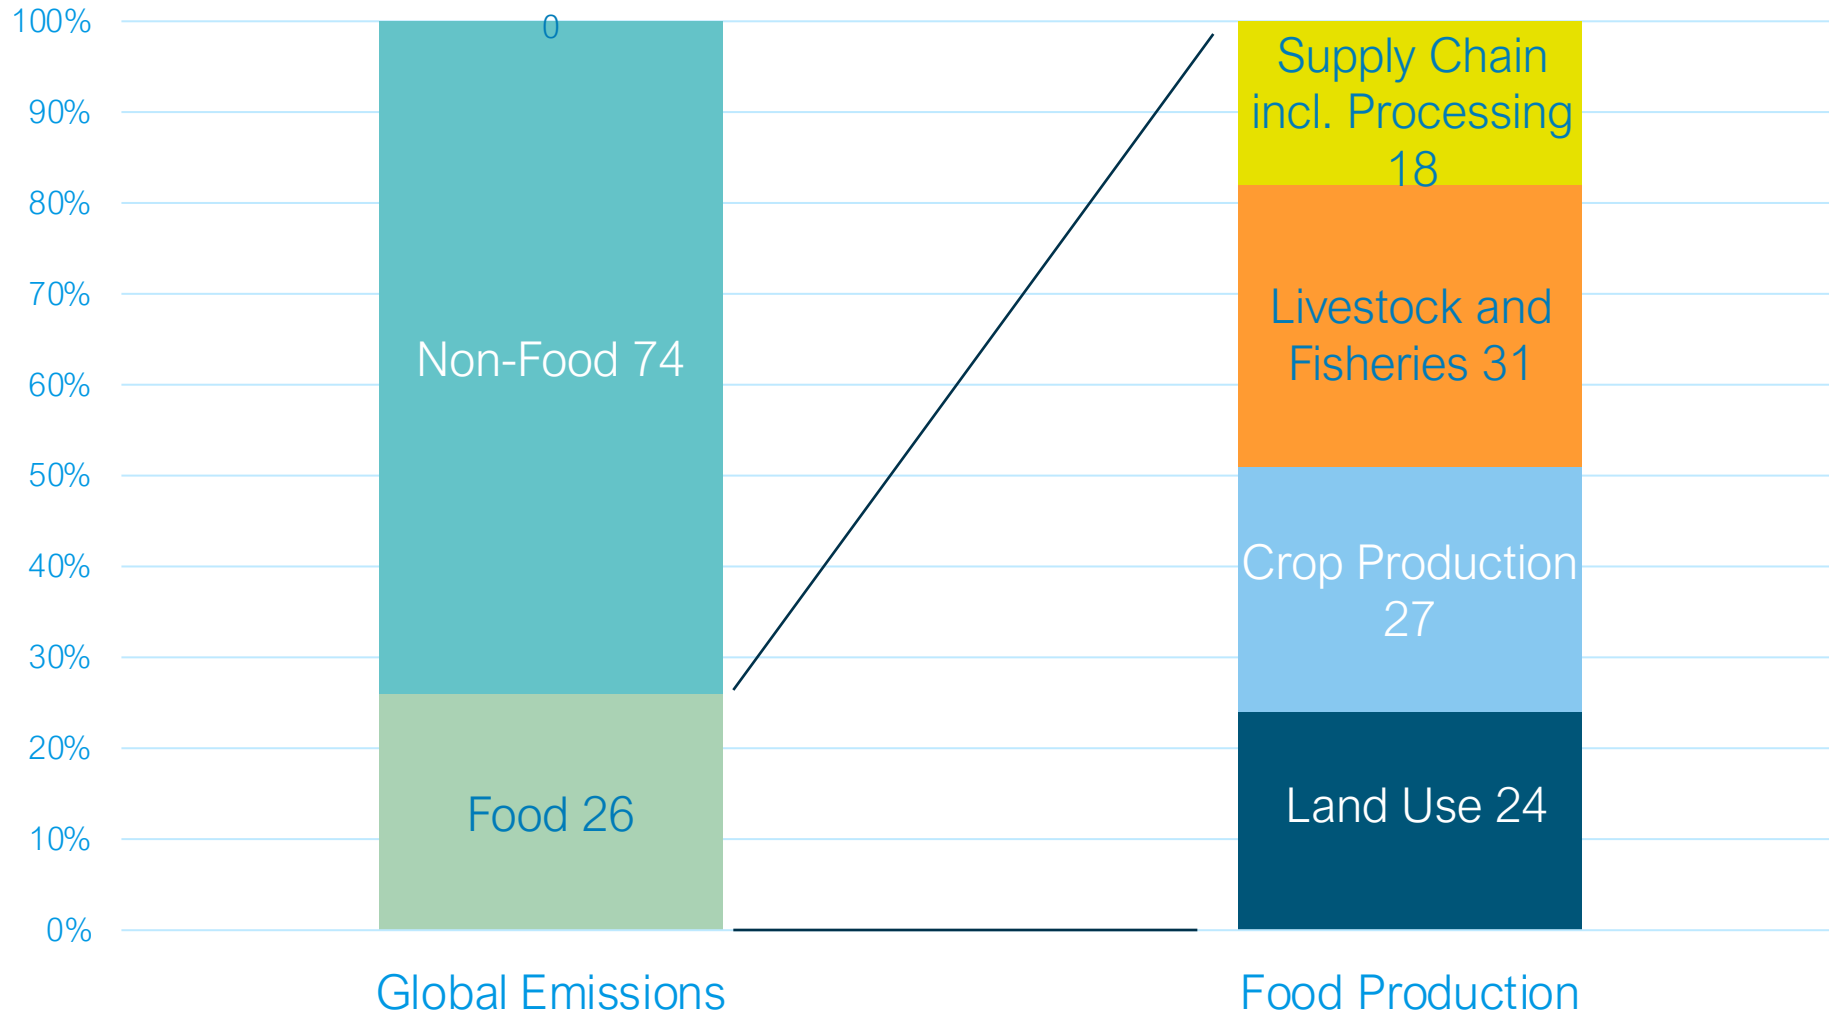 100%
90%
80%
70%
60%
50%
40%
30%
20%
10%
0%
0
Non-Food 74
Food 26
Global Emissions
Supply Chain
incl. Processing
18
Livestock and
Fisheries 31
Crop Production
27
Land Use 24
Food Production